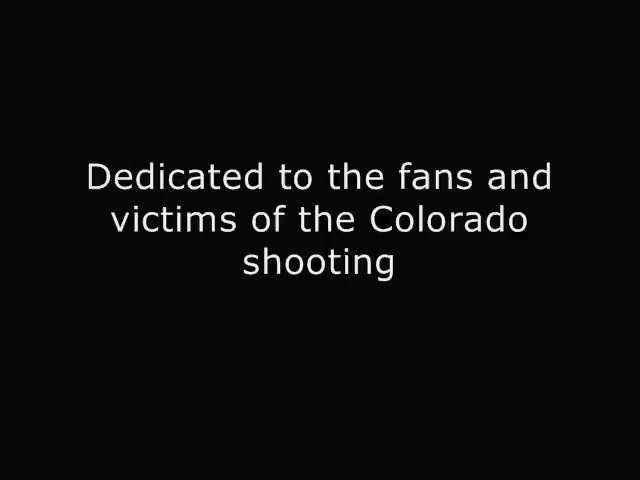 Dedicated to the fans and
victims of the Colorado
shooting